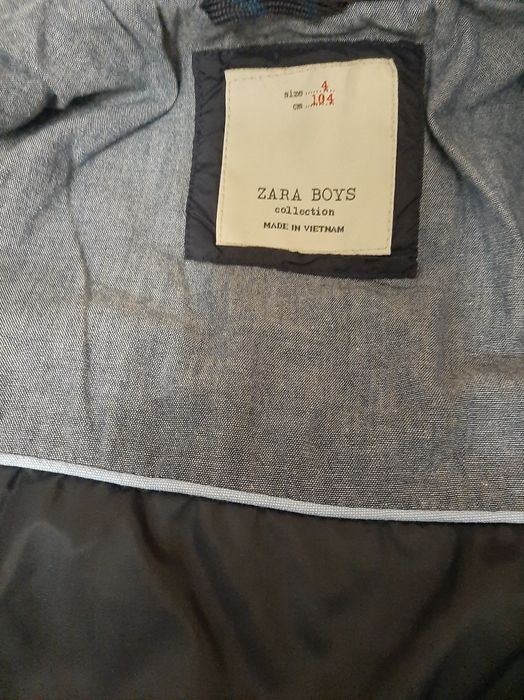 size......4..
cm ...104...
ZARA BOYS
collection
MADE IN VIETNAM